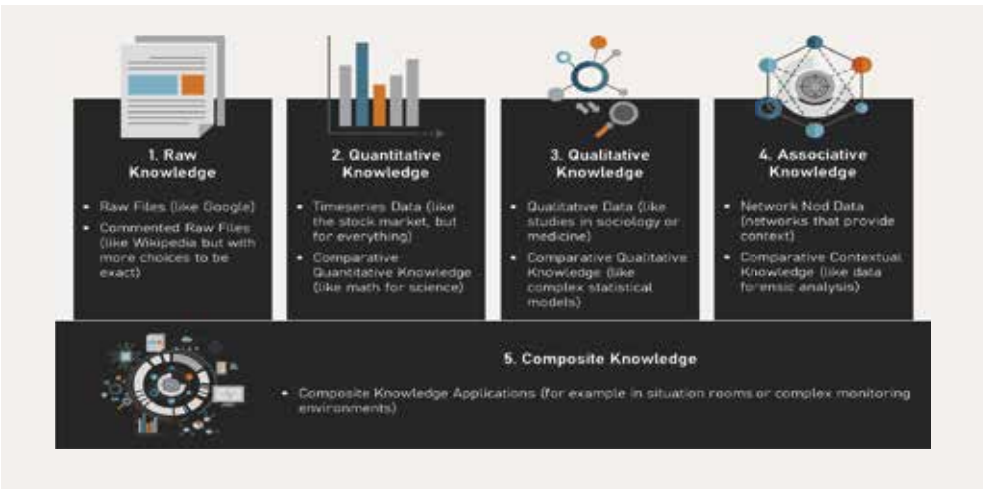 1. Raw
Knowledge
• Raw Files (like Google)
• Commented Raw Files
(like Wikipedia but with
more choices to be
exact)
2. Quantitative
Knowledge
• Timeseries Data (like
the stock market, but
for everything)
• Comparative
Quantitative Knowledge
(like math for science)
3. Qualitative
Knowledge
• Qualitative Data (like
studies in sociology or
medicine)
• Comparative Qualitative
Knowledge (like
complex statistical
models)
4. Associative
Knowledge
• Network Nod Data
(networks that provide
context)
• Comparative Contextual
Knowledge (like data
forensic analysis)
5. Composite Knowledge
• Composite Knowledge Applications (for example in situation rooms or complex monitoring
environments)